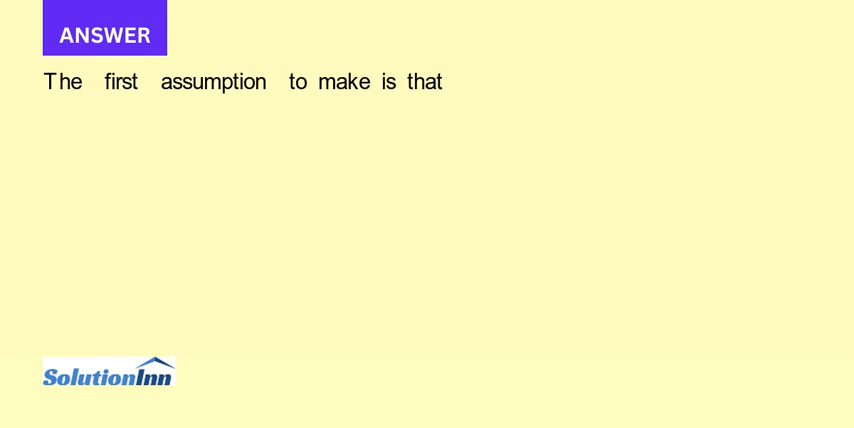 ANSWER
The first assumption to make is that
SolutionInn